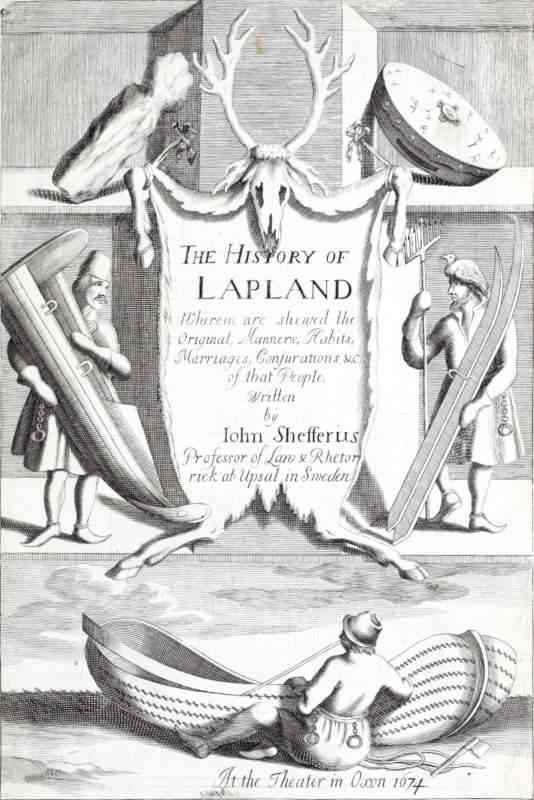 THE HISTORY OF
LAPLAND
Wherein are shewed the
Original, Manners, Habits,
Marriages, Conjurations, &c.
of that People.
Written
by
Iohn Shefferus
Professor of Law & Rhetor
rick at Upsal in Sweden
At the Theater in Oxon 1674